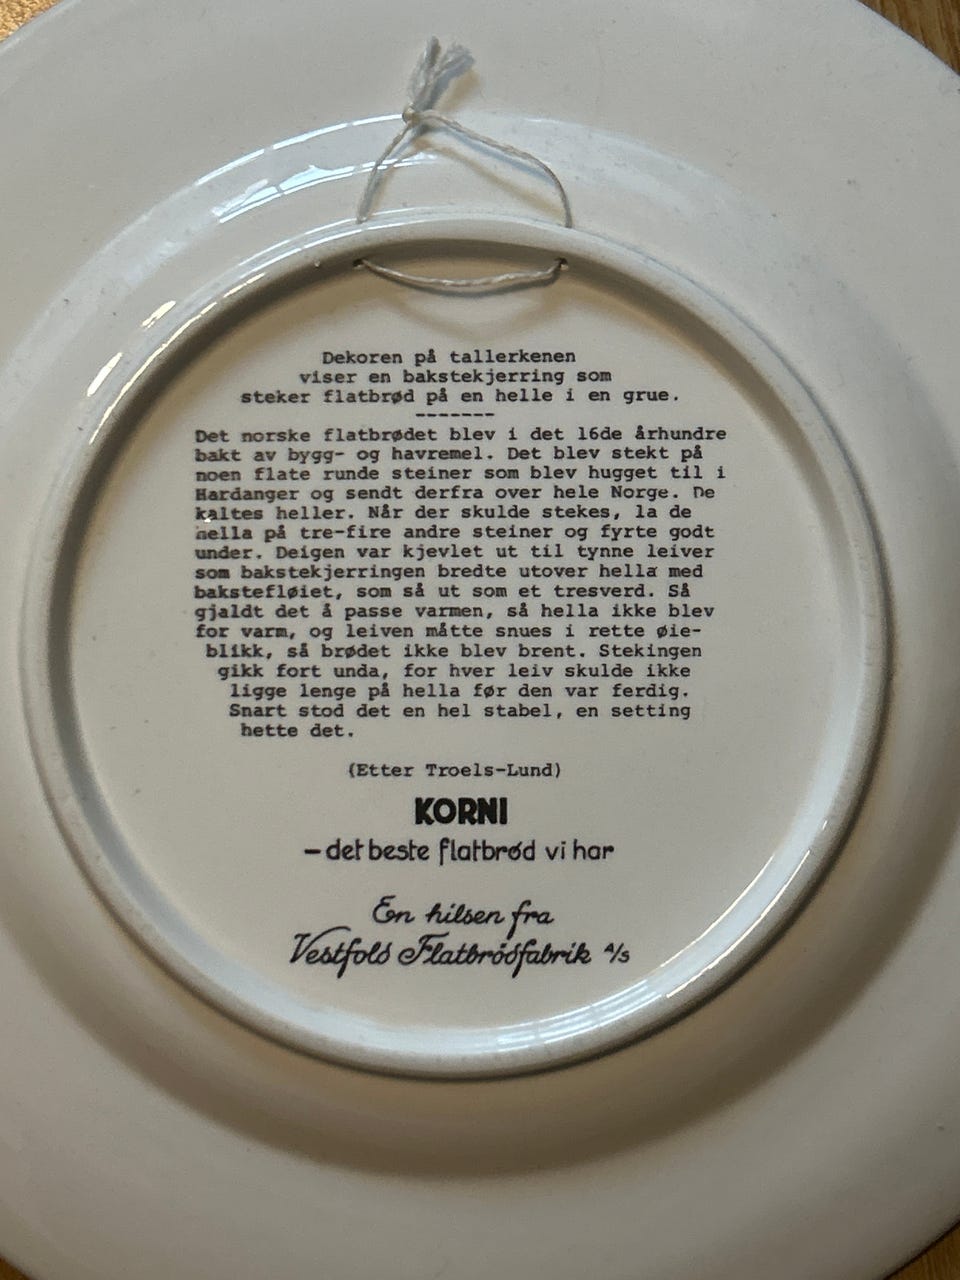 Dekoren på tallerkenen
viser en bakstekjerring som
steker flatbrød på en helle i en grue.
-------
Det norske flatbrødet blev i det 16de århundre
bakt av bygg- og havremel. Det blev stekt på
noen flate runde steiner som blev hugget til i
Hardanger og sendt derfra over hele Norge. De
kaltes heller. Når der skulde stekes, la de
hella på tre-fire andre steiner og fyrte godt
under. Deigen var kjevlet ut til tynne leiver
som bakstekjerringen bredte utover hella med
bakstefløiet, som så ut som et tresverd. Så
gjaldt det å passe varmen, så hella ikke blev
for varm, og leiven måtte snues i rette øie-
blikk, så brødet ikke blev brent. Stekingen
gikk fort unda, for hver leiv skulde ikke
ligge lenge på hella før den var ferdig.
Snart stod det en hel stabel, en setting
hette det.
(Etter Troels-Lund)
KORNI
– det beste flatbrød vi har
En hilsen fra
Vestfold Flatbrødfabrik A/S